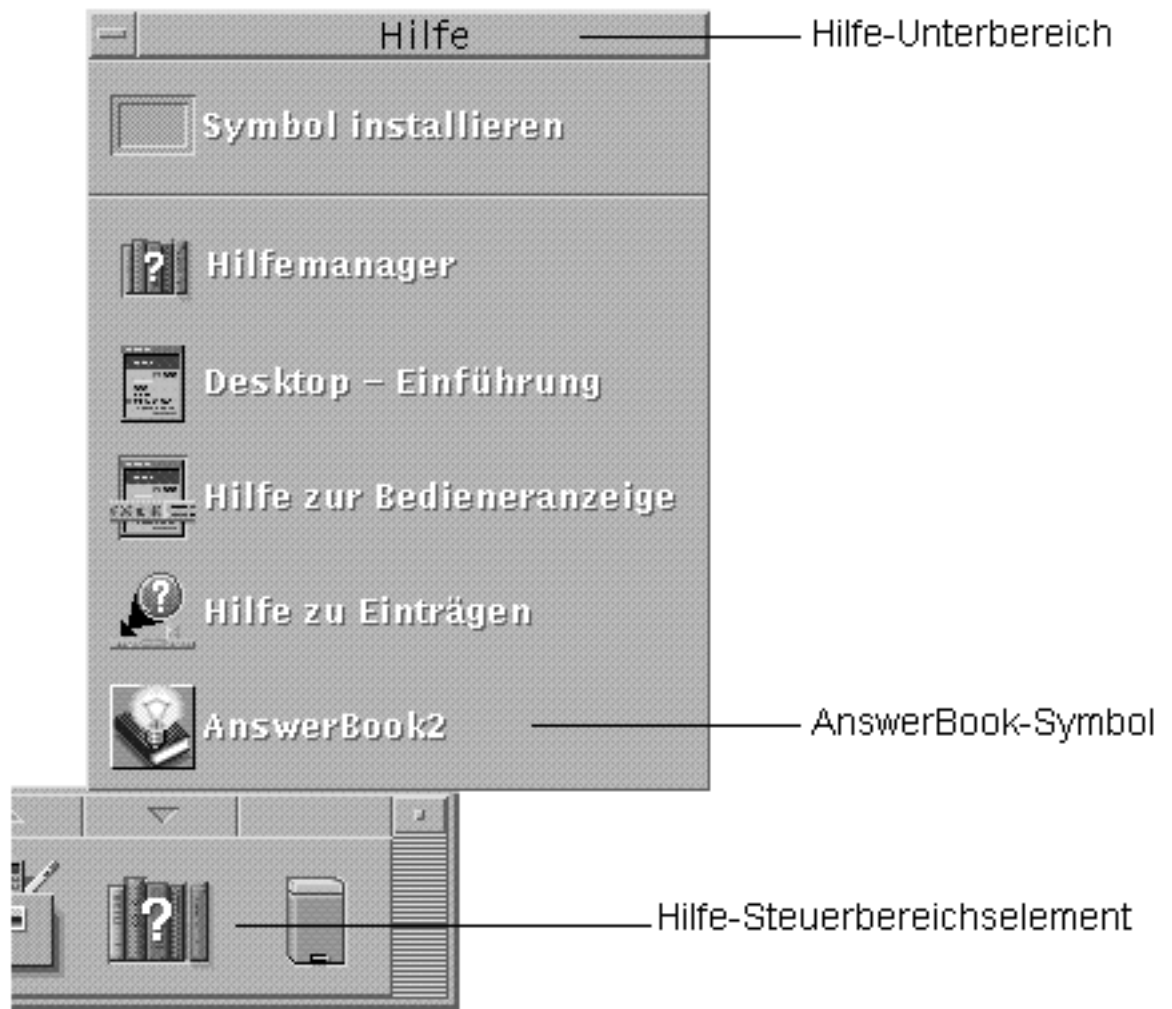 Hilfe
Hilfe-Unterbereich
Symbol installieren
Hilfemanager
Desktop – Einführung
Hilfe zur Bedieneranzeige
Hilfe zu Einträgen
AnswerBook2
AnswerBook-Symbol
Hilfe-Steuerbereichselement